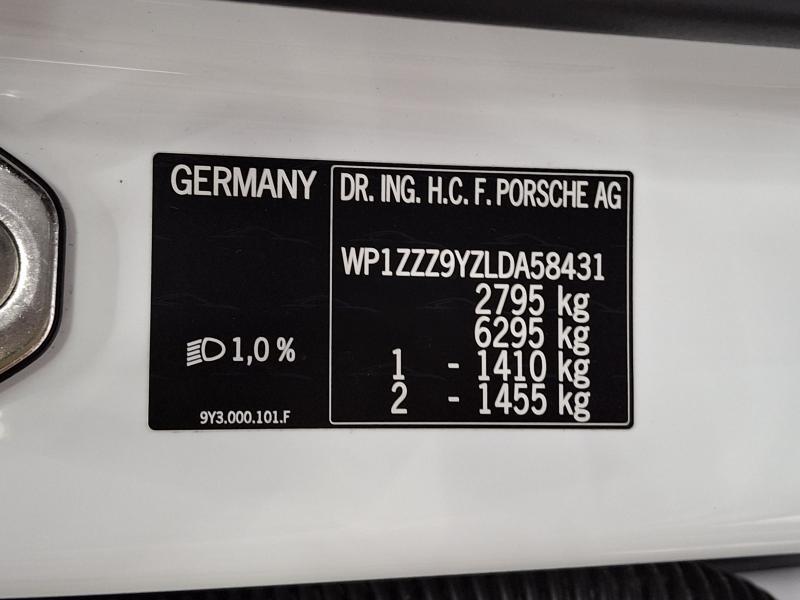 GERMANY
DR. ING. H.C. F. PORSCHE AG
WP1ZZZ9YZLDA58431
2795 kg
6295 kg
1 - 1410 kg
2 - 1455 kg
1,0 %
9Y3.000.101.F